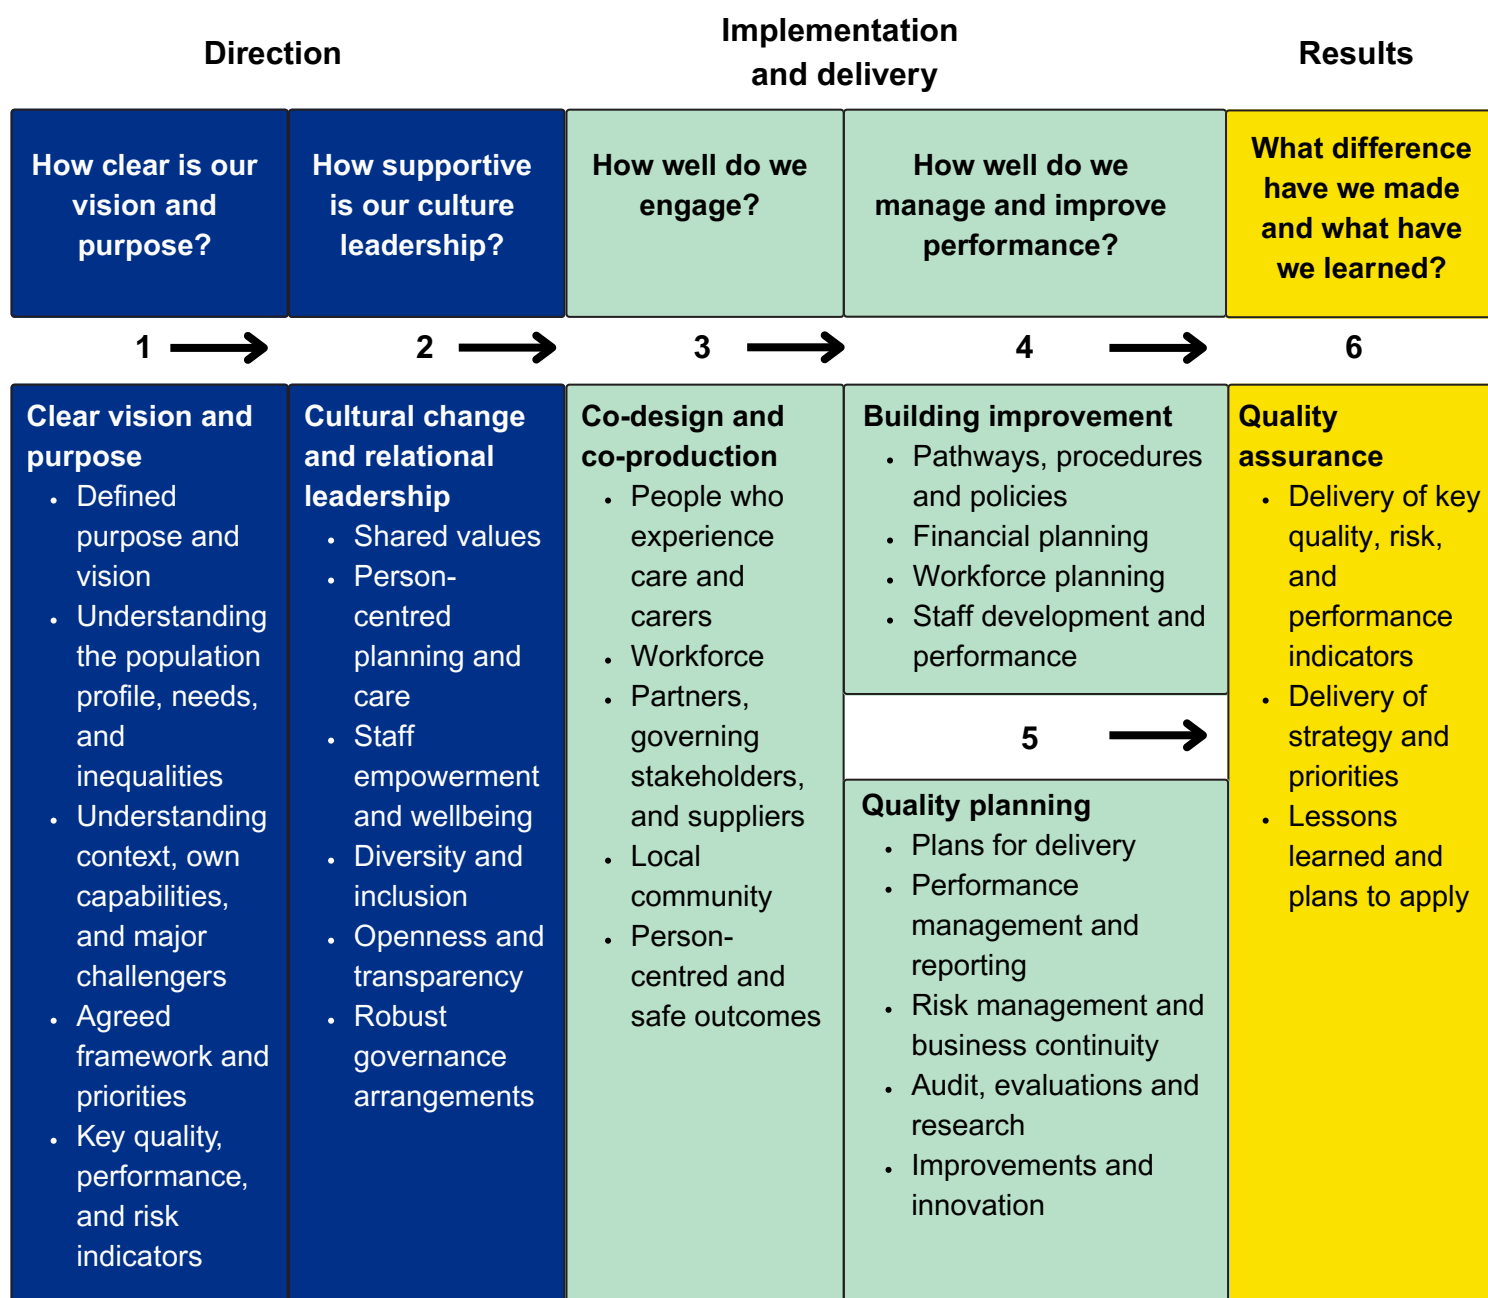 Direction
Implementation
and delivery
Results
How clear is our
vision and
purpose?
How supportive
is our culture
leadership?
How well do we
engage?
How well do we
manage and improve
performance?
What difference
have we made
and what have
we learned?
1
2
3
4
6
Clear vision and
purpose
• Defined
purpose and
vision
• Understanding
the population
profile, needs,
and
inequalities
• Understanding
context, own
capabilities,
and major
challengers
• Agreed
framework and
priorities
• Key quality,
performance,
and risk
indicators
Cultural change
and relational
leadership
• Shared values
• Person-
centred
planning and
care
• Staff
empowerment
and wellbeing
• Diversity and
inclusion
• Openness and
transparency
• Robust
governance
arrangements
Co-design and
co-production
• People who
experience
care and
carers
• Workforce
• Partners,
governing
stakeholders,
and suppliers
• Local
community
• Person-
centred and
safe outcomes
Building improvement
• Pathways, procedures
and policies
• Financial planning
• Workforce planning
• Staff development and
performance
5
Quality planning
• Plans for delivery
• Performance
management and
reporting
• Risk management and
business continuity
• Audit, evaluations and
research
• Improvements and
innovation
Quality
assurance
• Delivery of key
quality, risk,
and
performance
indicators
• Delivery of
strategy and
priorities
• Lessons
learned and
plans to apply